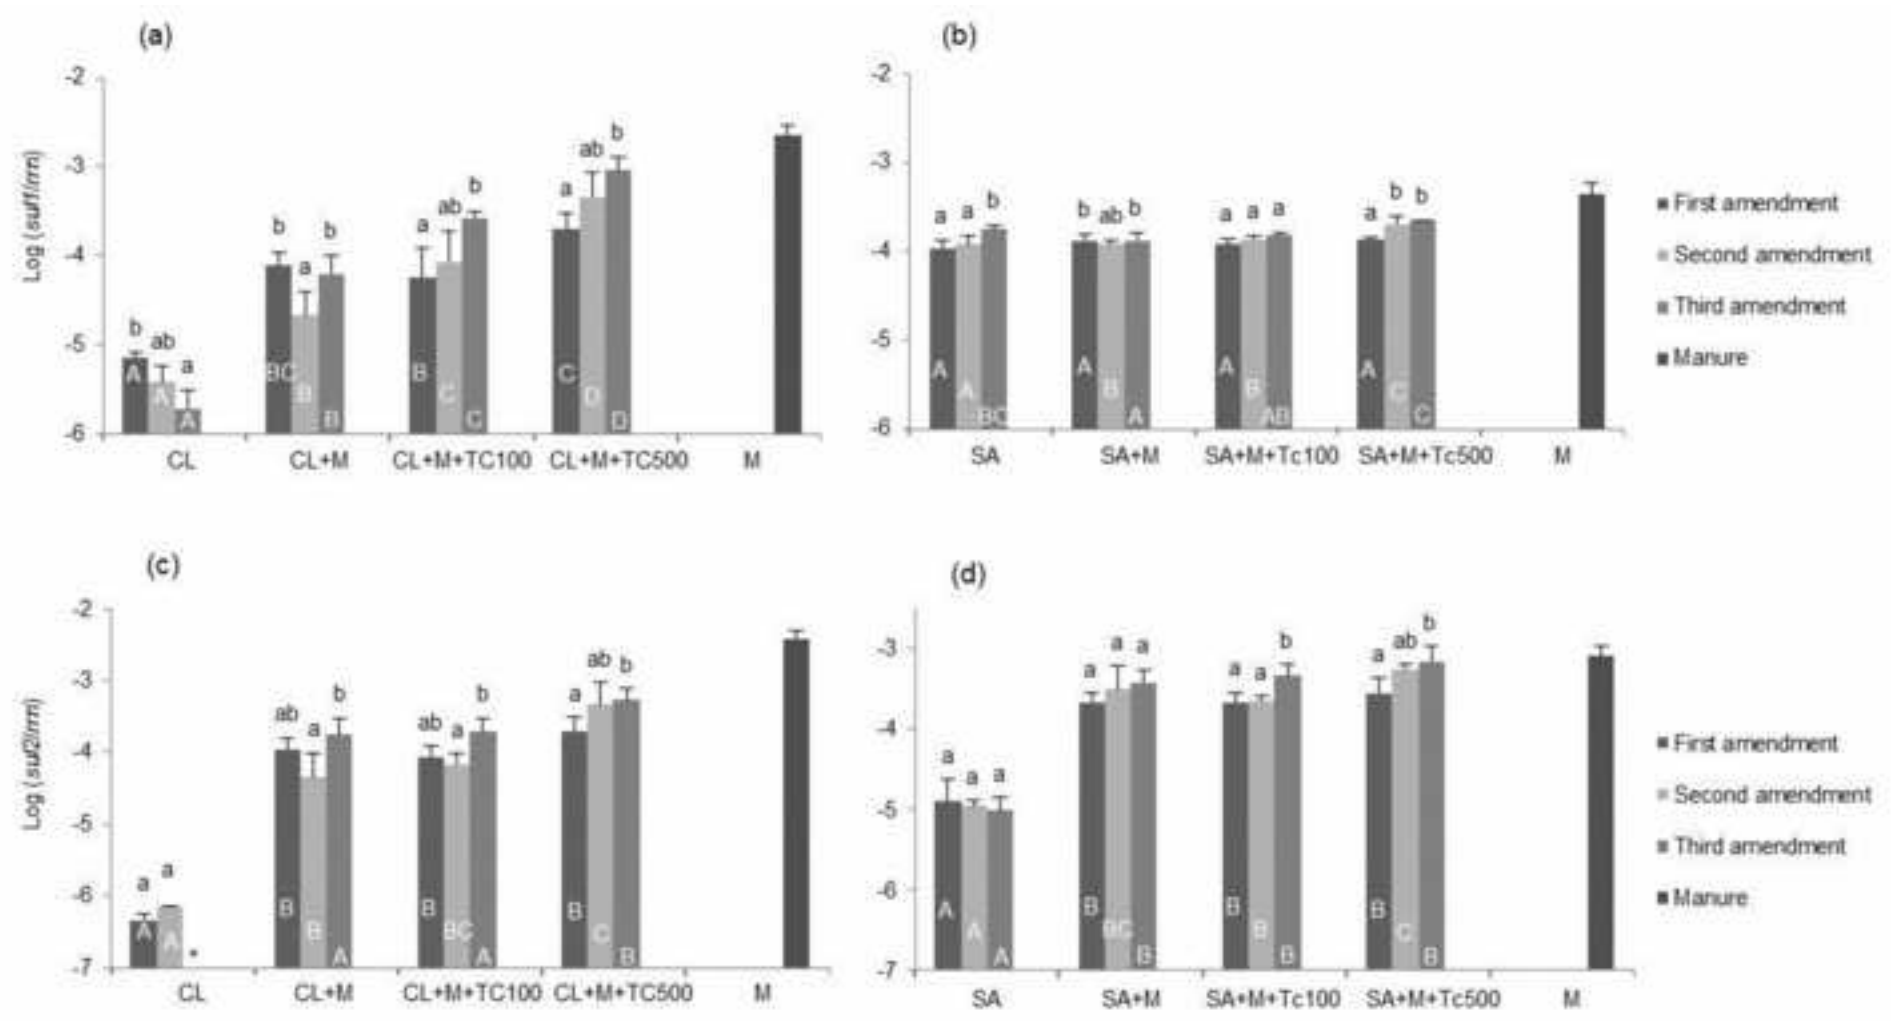 (a)
Log (sul1/rrn)
-2
-3
-4
-5
-6
b
ab
a
b
a
b
a
ab
b
a
ab
b
A
A
A
BC
B
B
B
C
C
C
D
D
CL
CL+M
CL+M+TC100
CL+M+TC500
M
(b)
-2
-3
-4
-5
-6
a
a
b
b
ab
b
a
a
a
a
b
b
A
A
BC
A
B
A
A
B
AB
A
C
C
SA
SA+M
SA+M+Tc100
SA+M+Tc500
M
First amendment
Second amendment
Third amendment
Manure
(c)
Log (sul2/rrn)
-2
-3
-4
-5
-6
-7
a
a
*
ab
a
b
ab
a
b
a
ab
b
A
A
B
B
A
B
BC
A
B
C
B
CL
CL+M
CL+M+TC100
CL+M+TC500
M
(d)
-3
-4
-5
-6
-7
a
a
a
a
a
a
a
a
b
a
ab
b
A
A
A
B
BC
B
B
B
B
B
C
B
SA
SA+M
SA+M+Tc100
SA+M+Tc500
M
First amendment
Second amendment
Third amendment
Manure